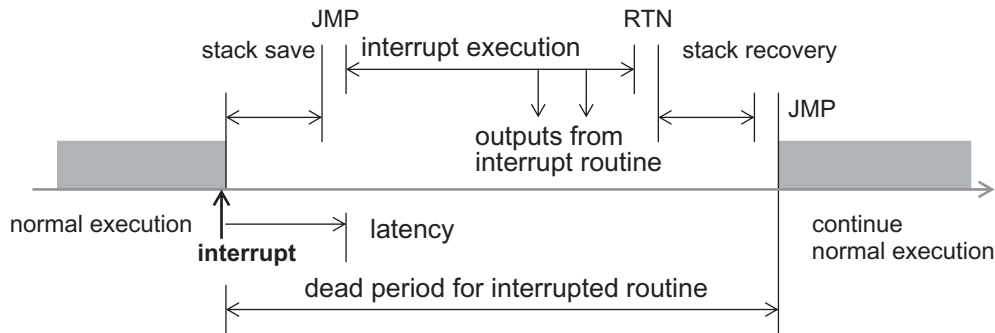 JMP
RTN
stack save
interrupt execution
stack recovery
JMP
outputs from
interrupt routine
normal execution
interrupt
latency
continue
normal execution
dead period for interrupted routine